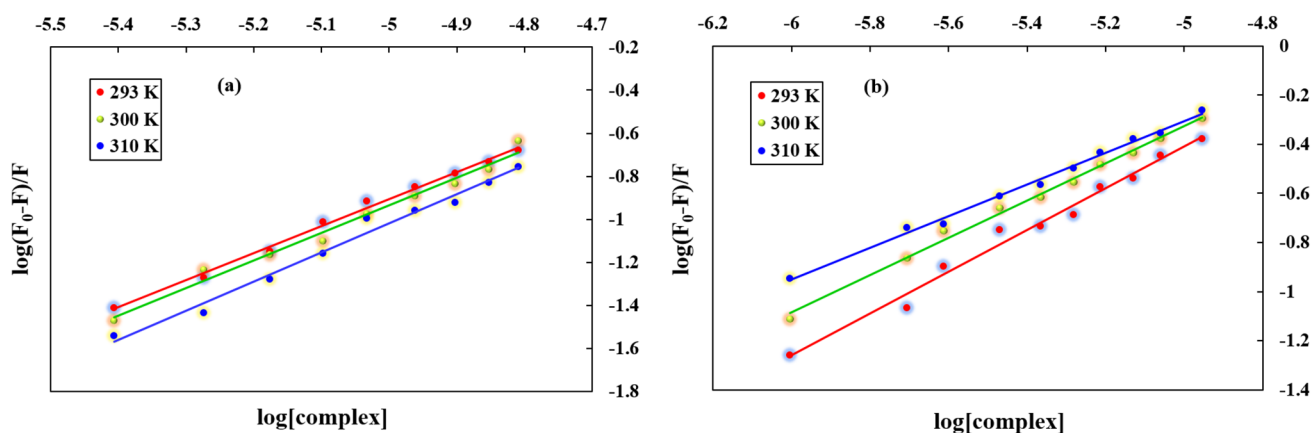 -5.5 -5.4 -5.3 -5.2 -5.1 -5 -4.9 -4.8 -4.7
-0.2
-0.4
-0.6
-0.8
-1
-1.2
-1.4
-1.6
-1.8
(a)
293 K
300 K
310 K
log(F₀-F)/F
log[complex]
-6.2 -6 -5.8 -5.6 -5.4 -5.2 -5 -4.8
0
-0.2
-0.4
-0.6
-0.8
-1
-1.2
-1.4
(b)
293 K
300 K
310 K
log(F₀-F)/F
log[complex]